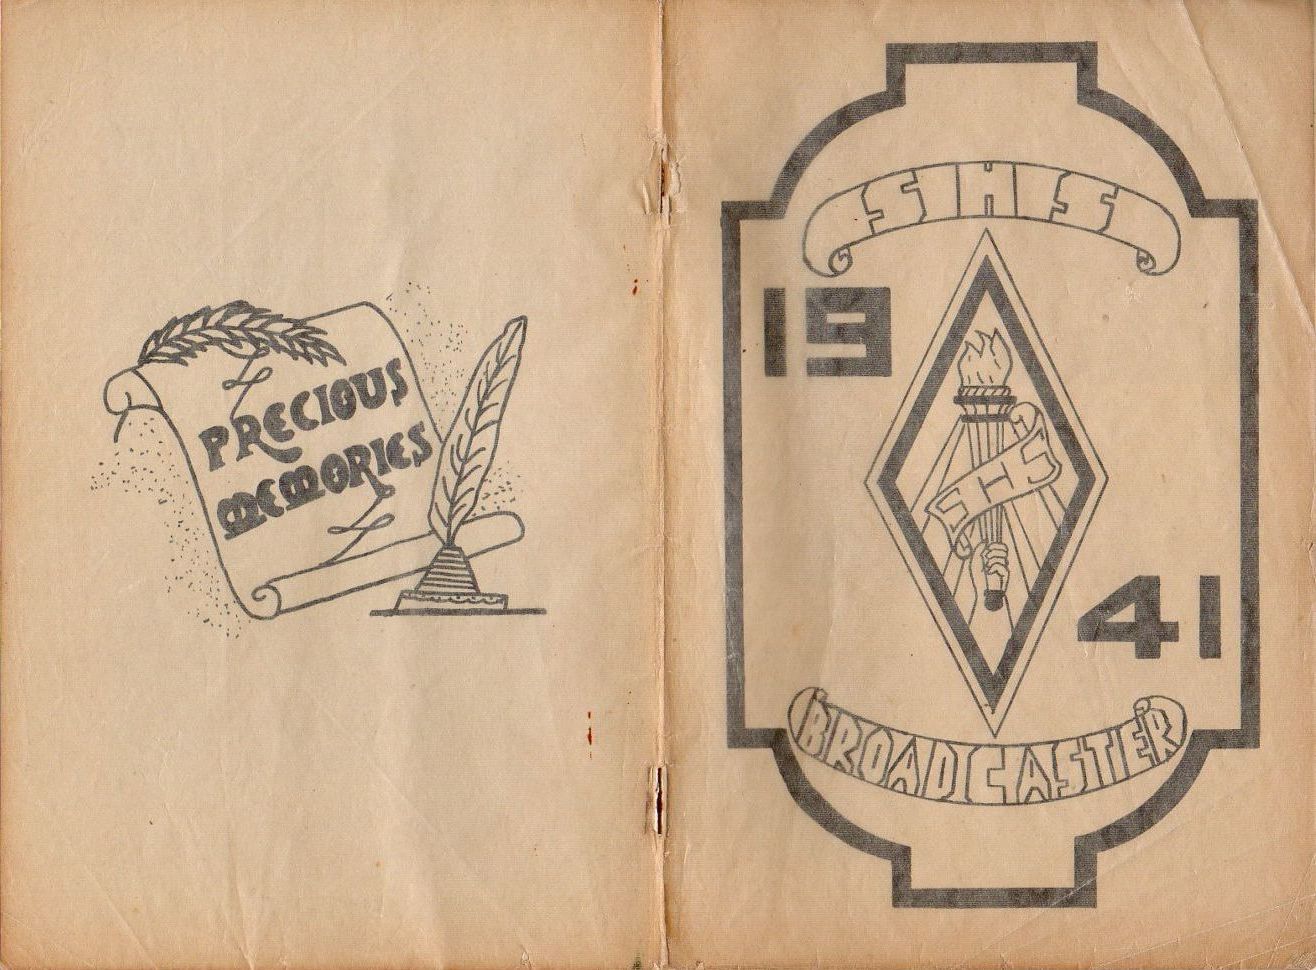 PRECIOUS
MEMORIES
SHS
19
SHS
41
BROADCASTER